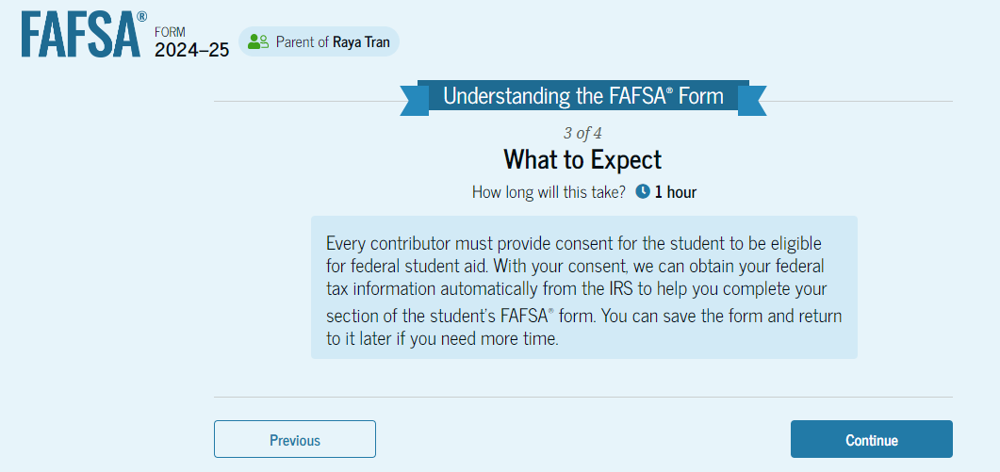 FAFSA®
FORM
2024–25
Parent of Raya Tran
Understanding the FAFSA® Form
3 of 4
What to Expect
How long will this take? 1 hour
Every contributor must provide consent for the student to be eligible
for federal student aid. With your consent, we can obtain your federal
tax information automatically from the IRS to help you complete your
section of the student's FAFSA® form. You can save the form and return
to it later if you need more time.
Previous
Continue